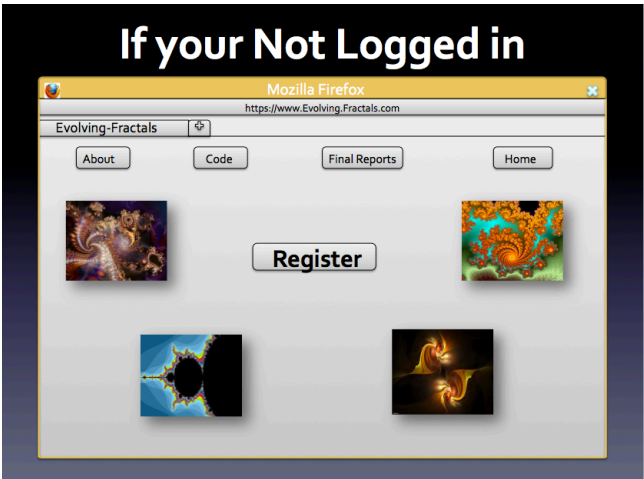 If your Not Logged in
Mozilla Firefox
https://www.Evolving.Fractals.com
Evolving-Fractals
About Code Final Reports Home
Register